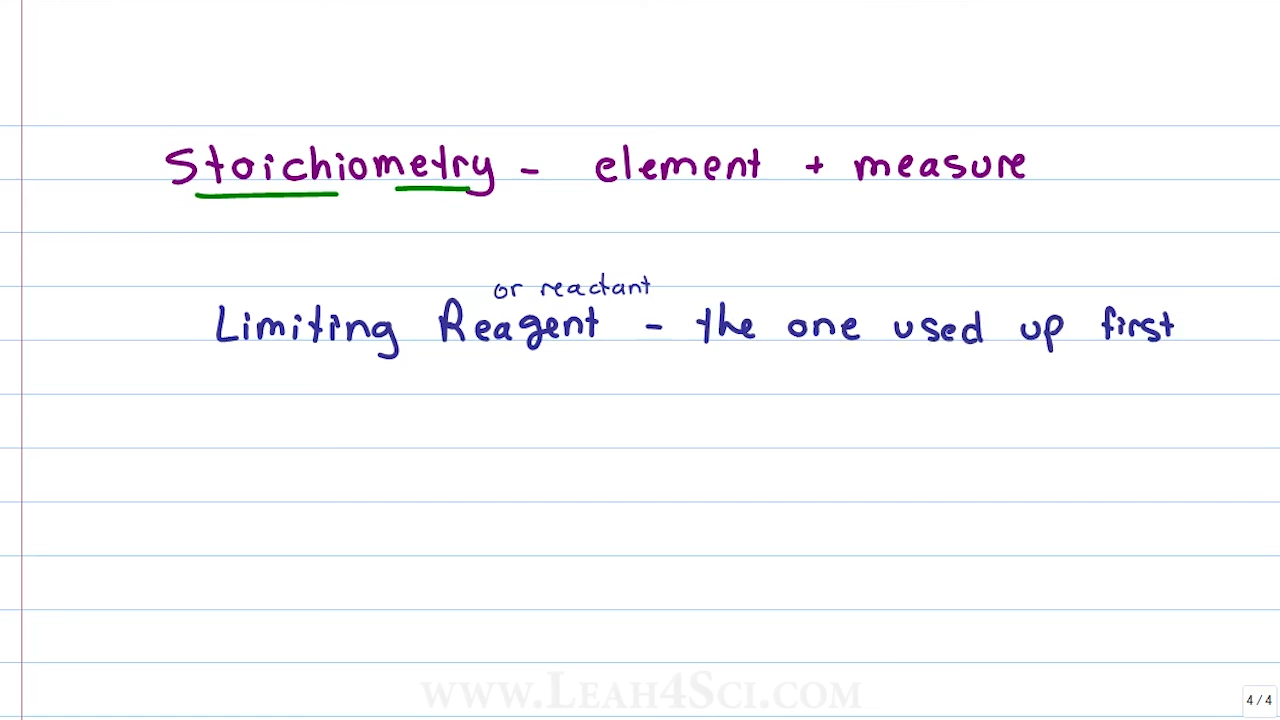 Stoichiometry - element + measure
or reactant
Limiting Reagent - the one used up first
www.Leah4Sci.com
4/4